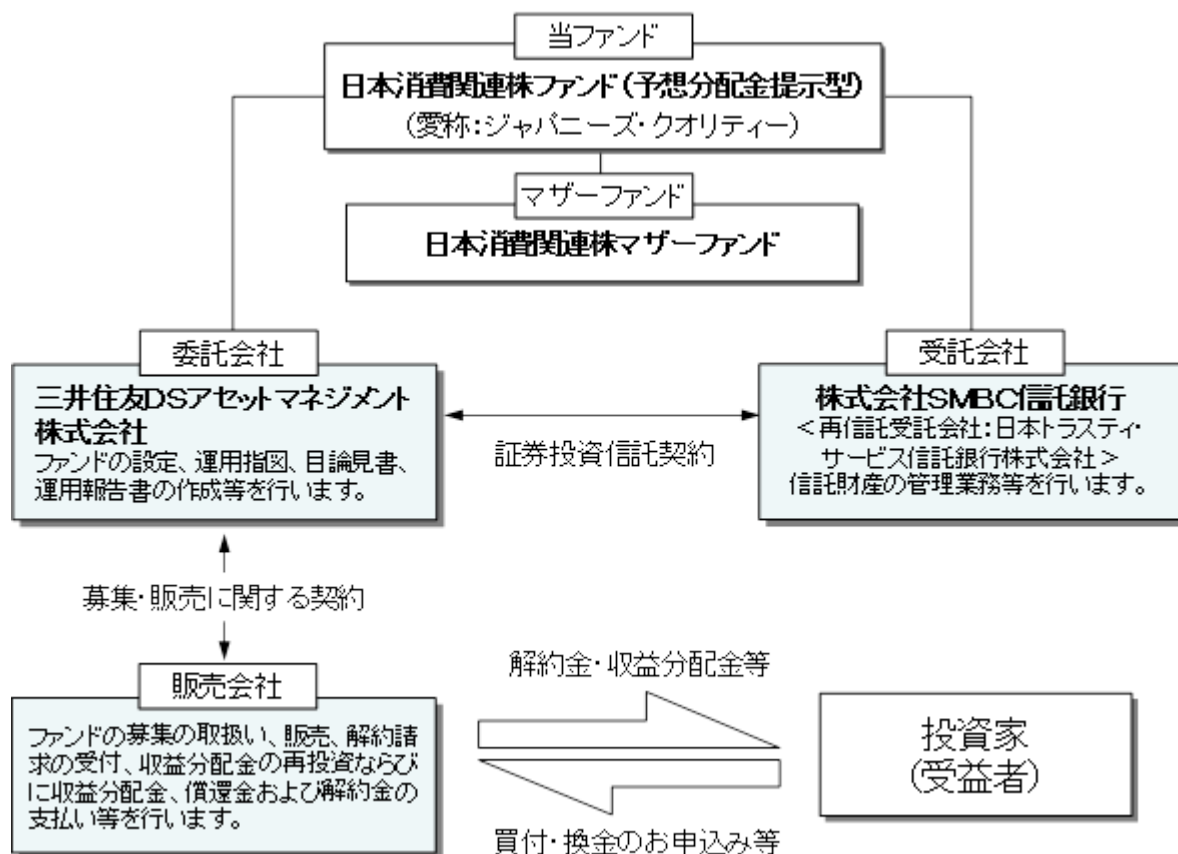 当ファンド
日本消費関連株ファンド(予想分配金提示型)
(愛称:ジャパニーズ・クオリティー)
マザーファンド
日本消費関連株マザーファンド
委託会社
三井住友DSアセットマネジメント
株式会社
ファンドの設定、運用指図、目論見書、
運用報告書の作成等を行います。
証券投資信託契約
受託会社
株式会社SMBC信託銀行
<再信託受託会社:日本トラスティ・
サービス信託銀行株式会社>
信託財産の管理業務等を行います。
募集・販売に関する契約
販売会社
ファンドの募集の取扱い、販売、解約請
求の受付、収益分配金の再投資ならび
に収益分配金、償還金および解約金の
支払い等を行います。
解約金・収益分配金等
買付・換金のお申込み等
投資家
(受益者)